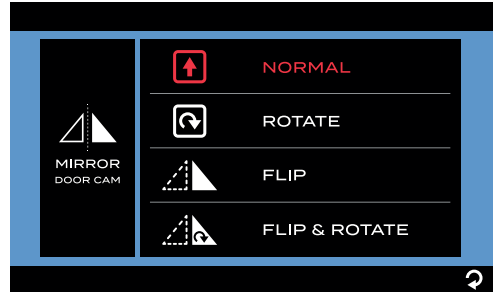 MIRROR
DOOR CAM
NORMAL
ROTATE
FLIP
FLIP & ROTATE